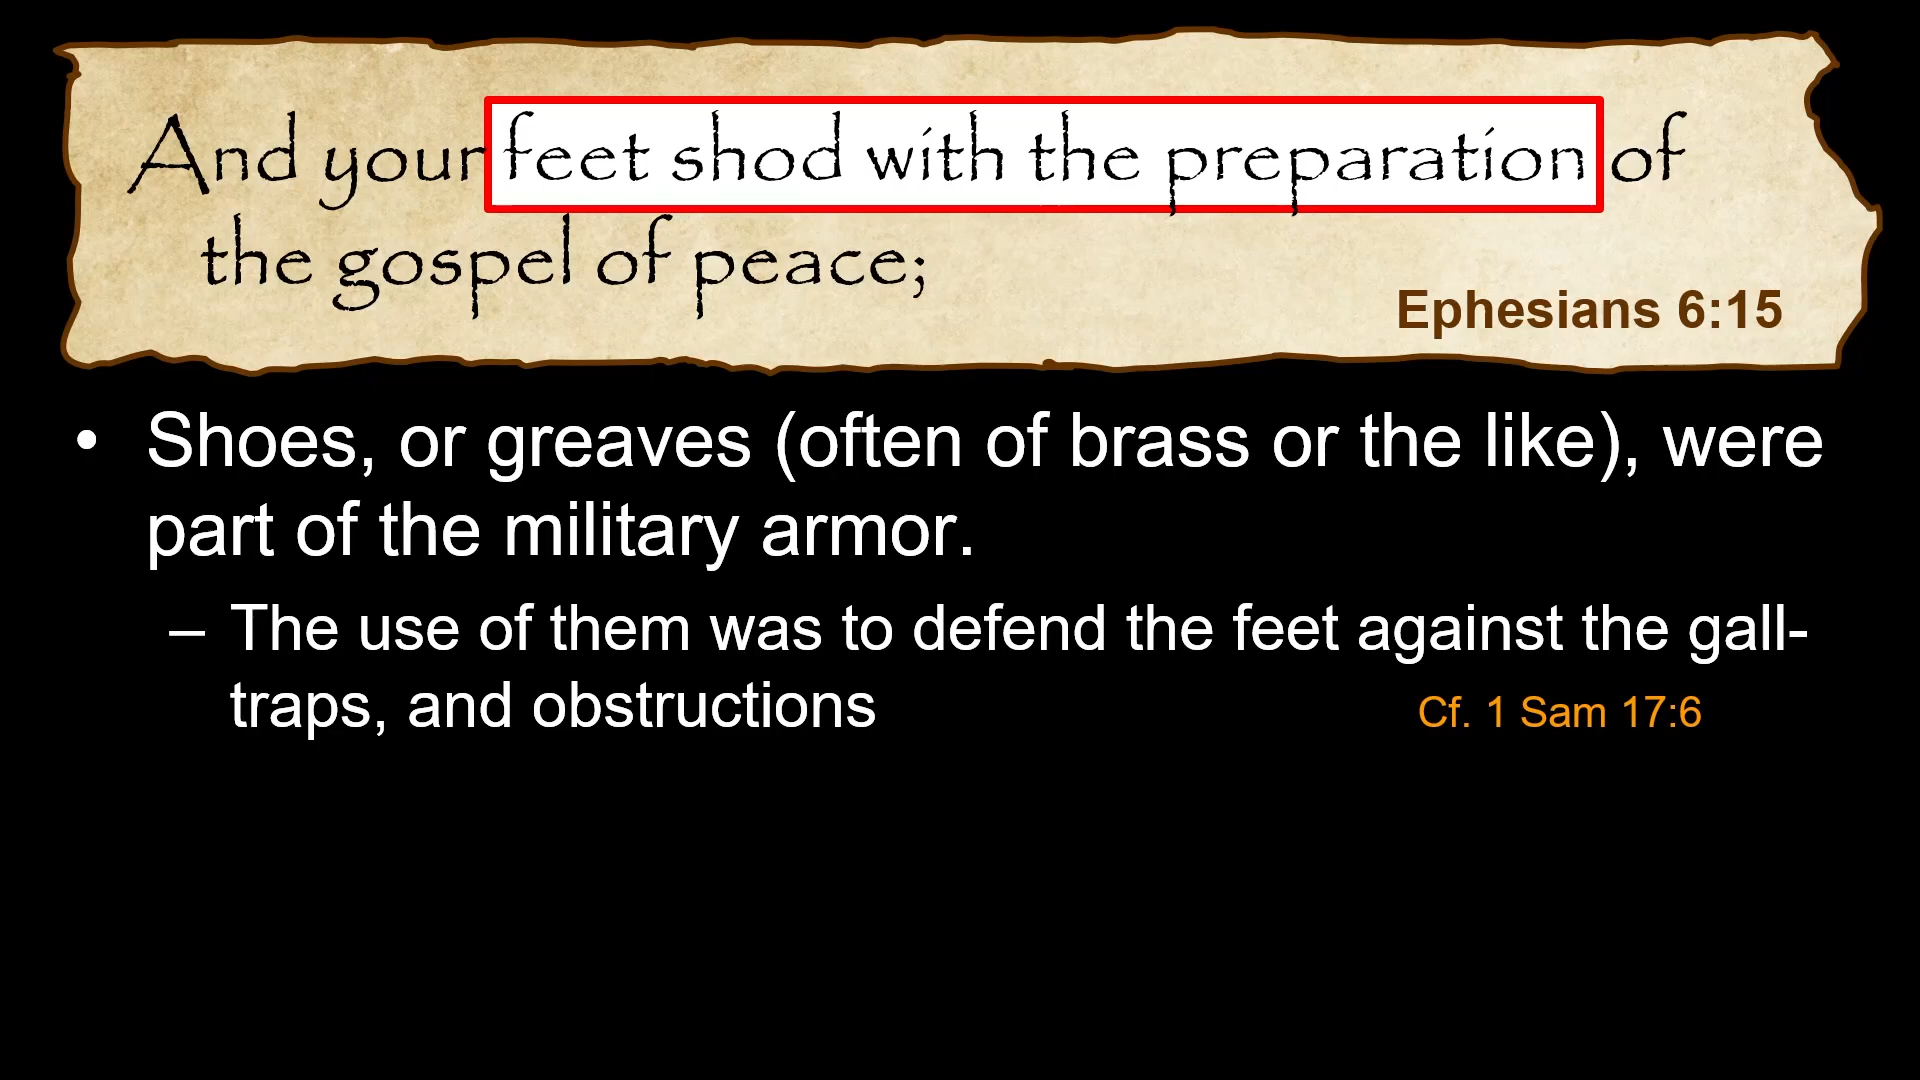 And your feet shod with the preparation of
the gospel of peace;
Ephesians 6:15
• Shoes, or greaves (often of brass or the like), were
part of the military armor.
– The use of them was to defend the feet against the gall-
traps, and obstructions
Cf. 1 Sam 17:6